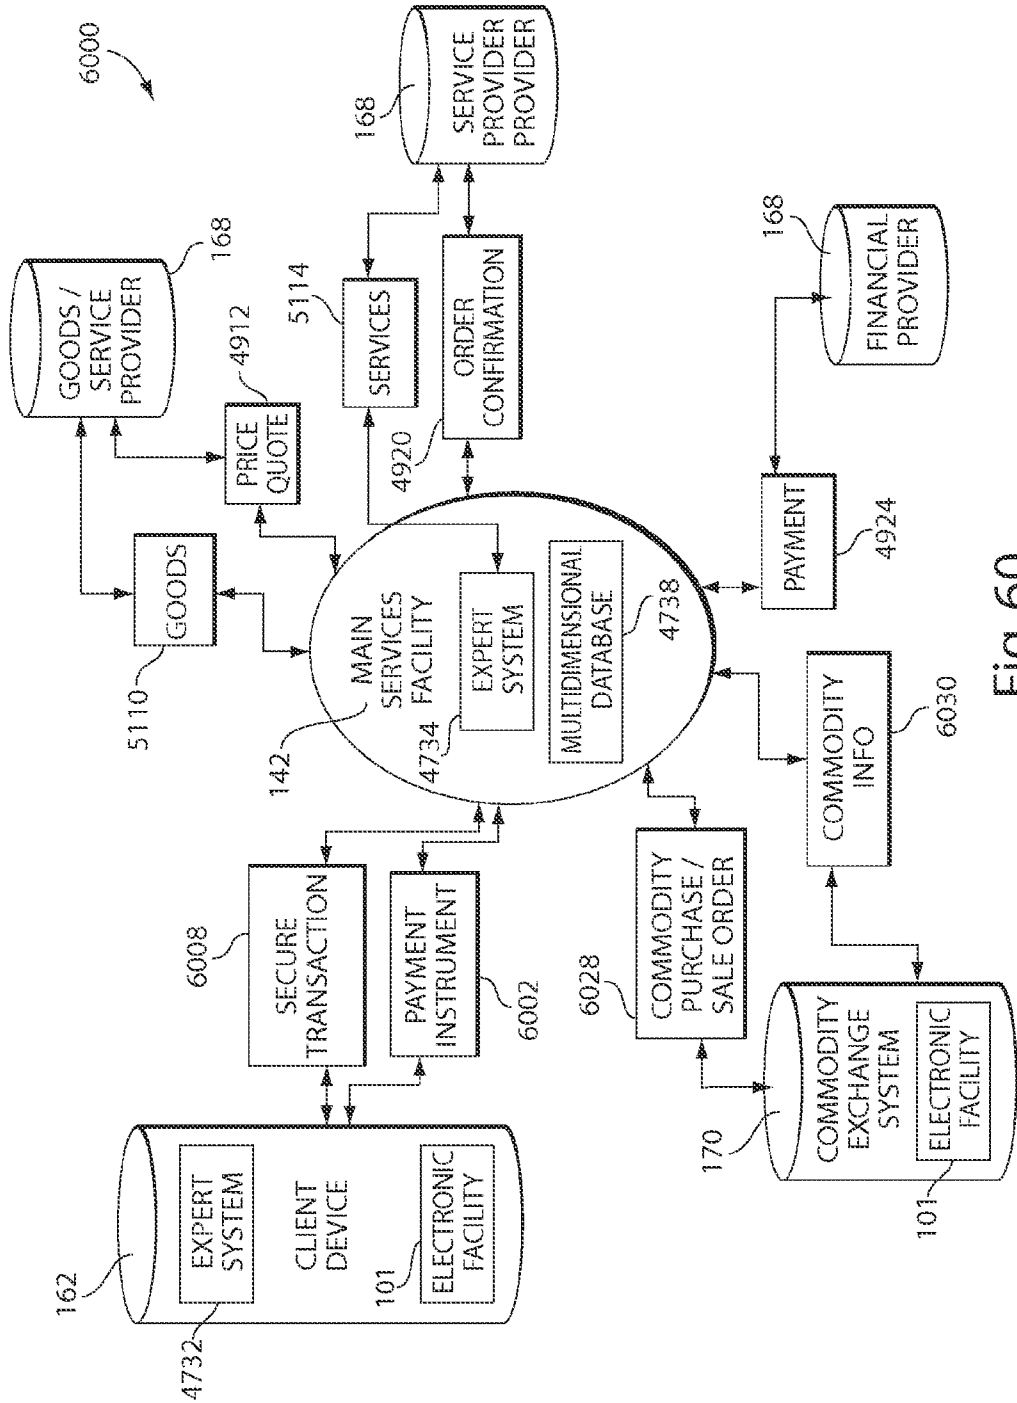 6000
162
EXPERT
SYSTEM
4732
CLIENT
DEVICE
101
ELECTRONIC
FACILITY
6008
SECURE
TRANSACTION
PAYMENT
INSTRUMENT
6002
5110
GOODS
GOODS /
SERVICE
PROVIDER
168
PRICE
QUOTE
4912
142
MAIN
SERVICES
FACILITY
4734
EXPERT
SYSTEM
MULTIDIMENSIONAL
DATABASE
4738
5114
SERVICES
4920
ORDER
CONFIRMATION
168
SERVICE
PROVIDER
PROVIDER
6028
COMMODITY
PURCHASE /
SALE ORDER
170
COMMODITY
EXCHANGE
SYSTEM
101
ELECTRONIC
FACILITY
COMMODITY
INFO
6030
PAYMENT
4924
168
FINANCIAL
PROVIDER
Fig. 60